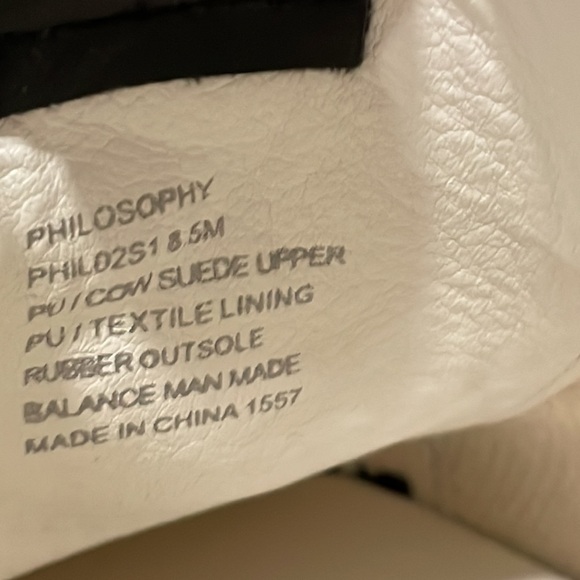 PHILOSOPHY
PHIL02S1 8.5M
PU / COW SUEDE UPPER
PU / TEXTILE LINING
RUBBER OUTSOLE
BALANCE MAN MADE
MADE IN CHINA 1557